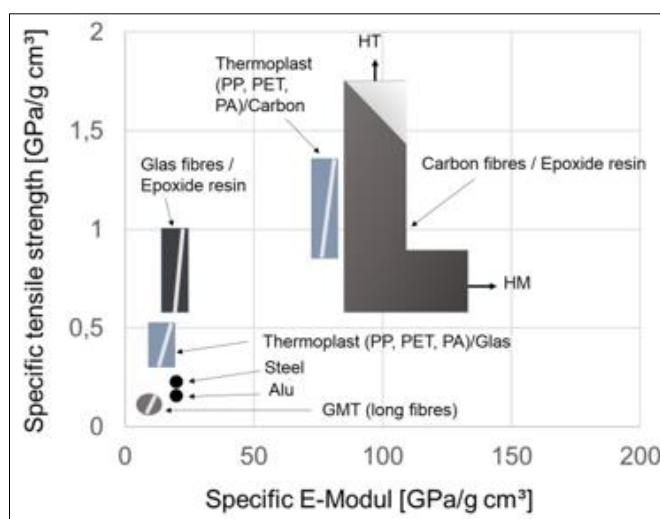 Specific tensile strength [GPa/g cm³]
2
1,5
1
0,5
0
HT
Thermoplast
(PP, PET,
PA)/Carbon
Glas fibres /
Epoxide resin
Carbon fibres / Epoxide resin
HM
Thermoplast (PP, PET, PA)/Glas
Steel
Alu
GMT (long fibres)
0
50
100
150
200
Specific E-Modul [GPa/g cm³]